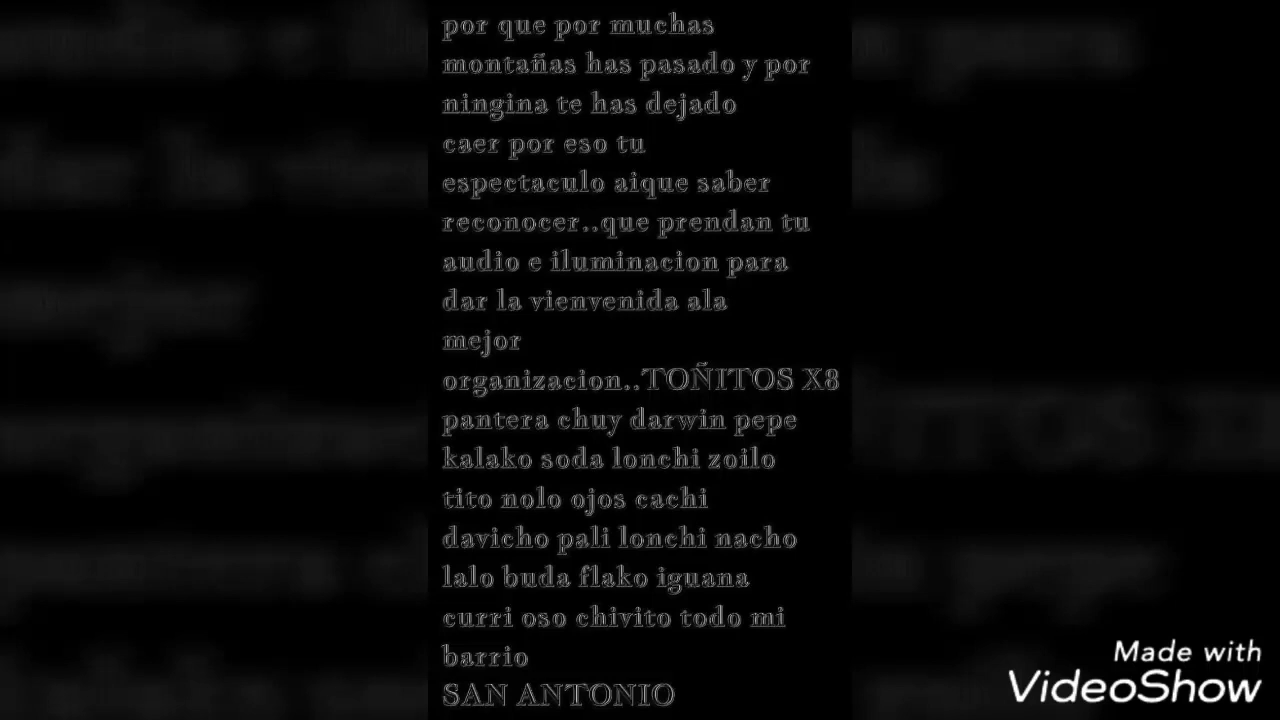 por que por muchas
montañas has pasado y por
ningina te has dejado
caer por eso tu
espectaculo aique saber
reconocer..que prendan tu
audio e iluminacion para
dar la vienvenida ala
mejor
organizacion..TOÑITOS X8
pantera chuy darwin pepe
kalako soda lonchi zoilo
tito nolo ojos cachi
davicho pali lonchi nacho
lalo buda flako iguana
curri oso chivito todo mi
barrio
SAN ANTONIO
Made with
VideoShow